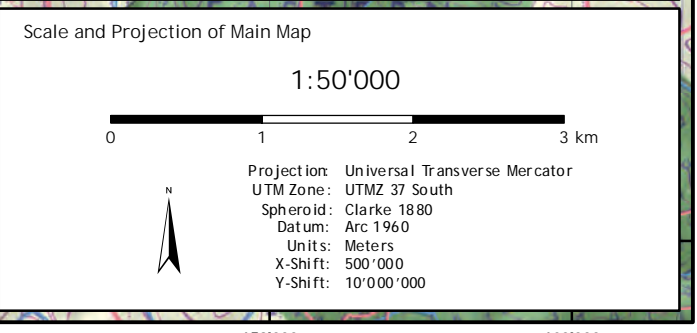 Scale and Projection of Main Map
1:50'000
0 1 2 3 km
N
Projection: Universal Transverse Mercator
UTM Zone: UTMZ 37 South
Spheroid: Clarke 1880
Datum: Arc 1960
Units: Meters
X-Shift: 500'000
Y-Shift: 10'000'000